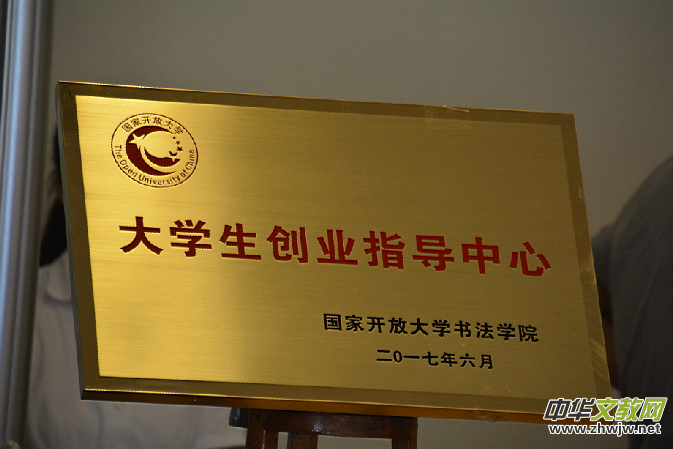 国家开放大学
The Open University of China
大学生创业指导中心
国家开放大学书法学院
二0一七年六月
中华文教网
www.zhwjw.net